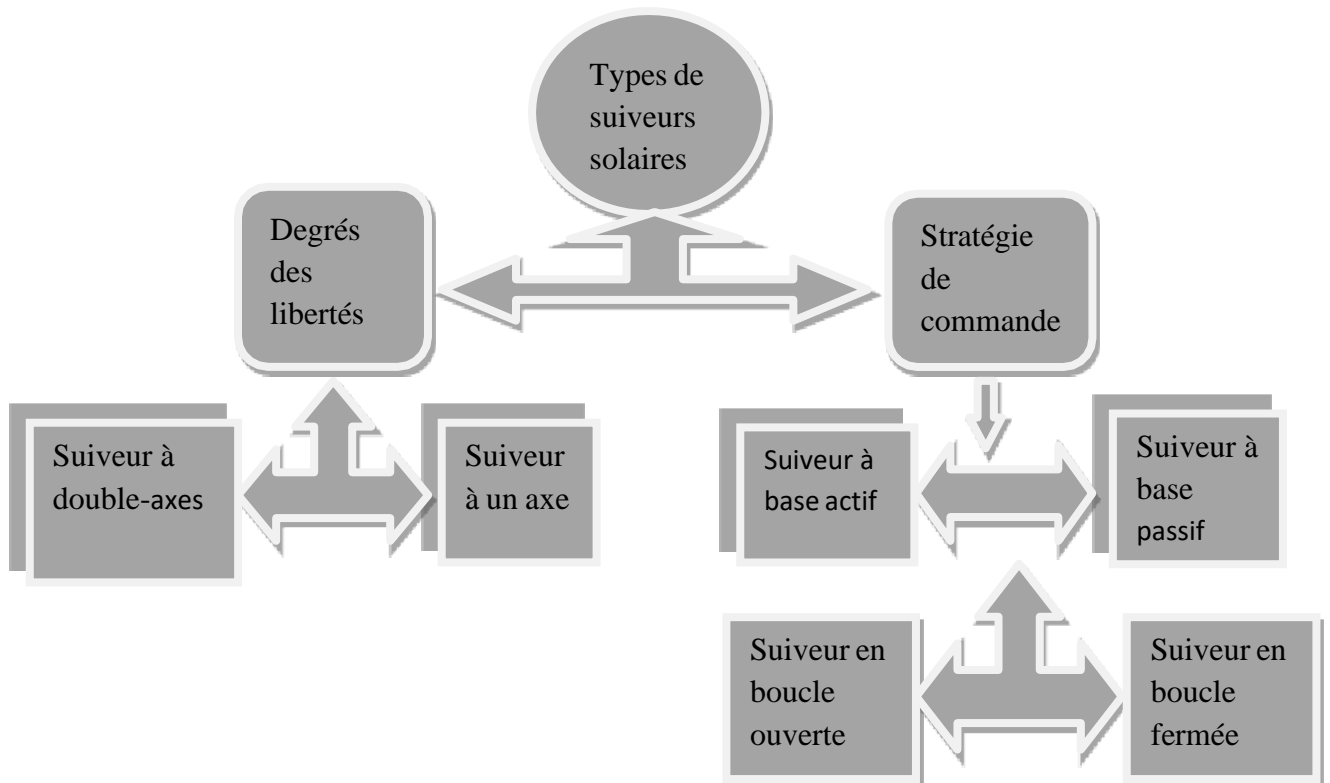 Types de
suiveurs
solaires
Degrés
des
libertés
Stratégie
de
commande
Suiveur à
double-axes
Suiveur
à un axe
Suiveur à
base actif
Suiveur à
base
passif
Suiveur en
boucle
ouverte
Suiveur en
boucle
fermée